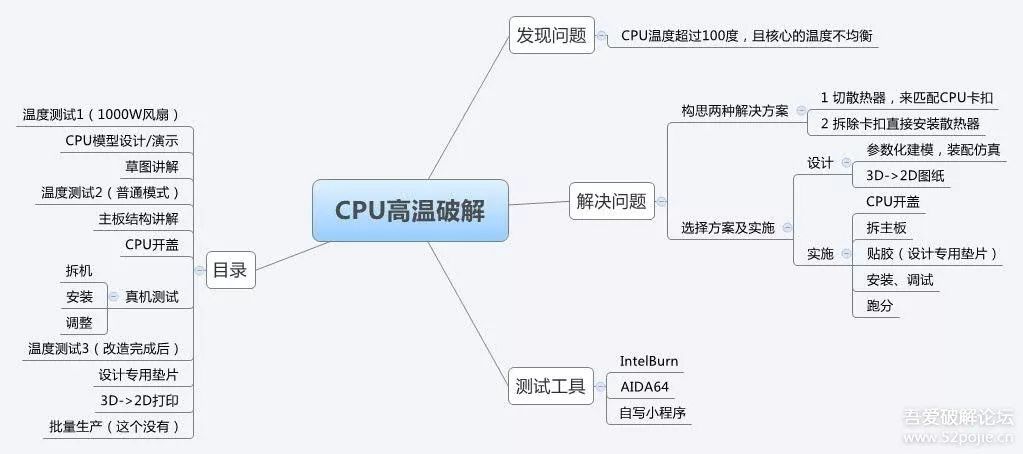 CPU高温破解
发现问题
CPU温度超过100度，且核心的温度不均衡
解决问题
构思两种解决方案
1 切散热器，来匹配CPU卡扣
2 拆除卡扣直接安装散热器
选择方案及实施
设计
参数化建模，装配仿真
3D->2D图纸
实施
CPU开盖
拆主板
贴胶（设计专用垫片）
安装、调试
跑分
测试工具
IntelBurn
AIDA64
自写小程序
目录
温度测试1（1000W风扇）
CPU模型设计/演示
草图讲解
温度测试2（普通模式）
主板结构讲解
CPU开盖
真机测试
拆机
安装
调整
温度测试3（改造完成后）
设计专用垫片
3D->2D打印
批量生产（这个没有）
吾爱破解论坛
www.52pojie.cn